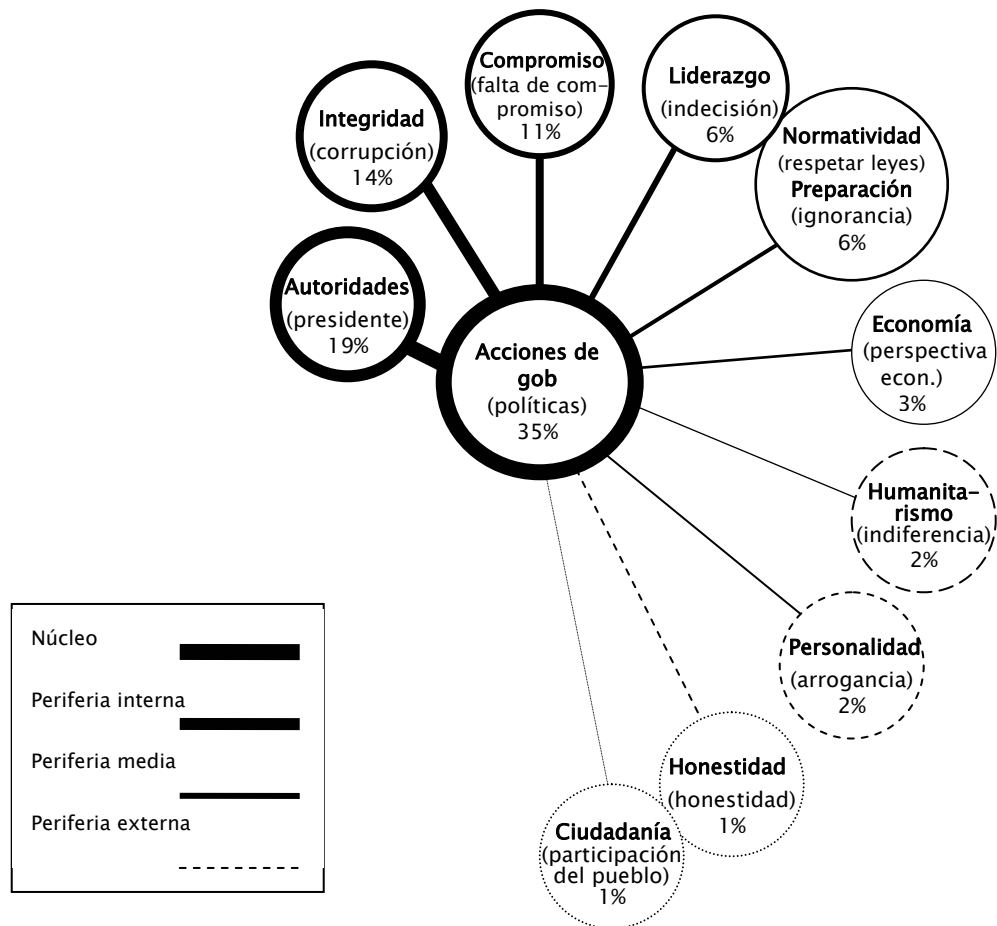 Compromiso
(falta de com-
promiso)
11%
Liderazgo
(indecisión)
6%
Integridad
(corrupción)
14%
Normatividad
(respetar leyes)
Preparación
(ignorancia)
6%
Autoridades
(presidente)
19%
Acciones de
gob
(políticas)
35%
Economía
(perspectiva
econ.)
3%
Humanita-
rismo
(indiferencia)
2%
Personalidad
(arrogancia)
2%
Honestidad
(honestidad)
1%
Ciudadanía
(participación
del pueblo)
1%
Núcleo
Periferia interna
Periferia media
Periferia externa